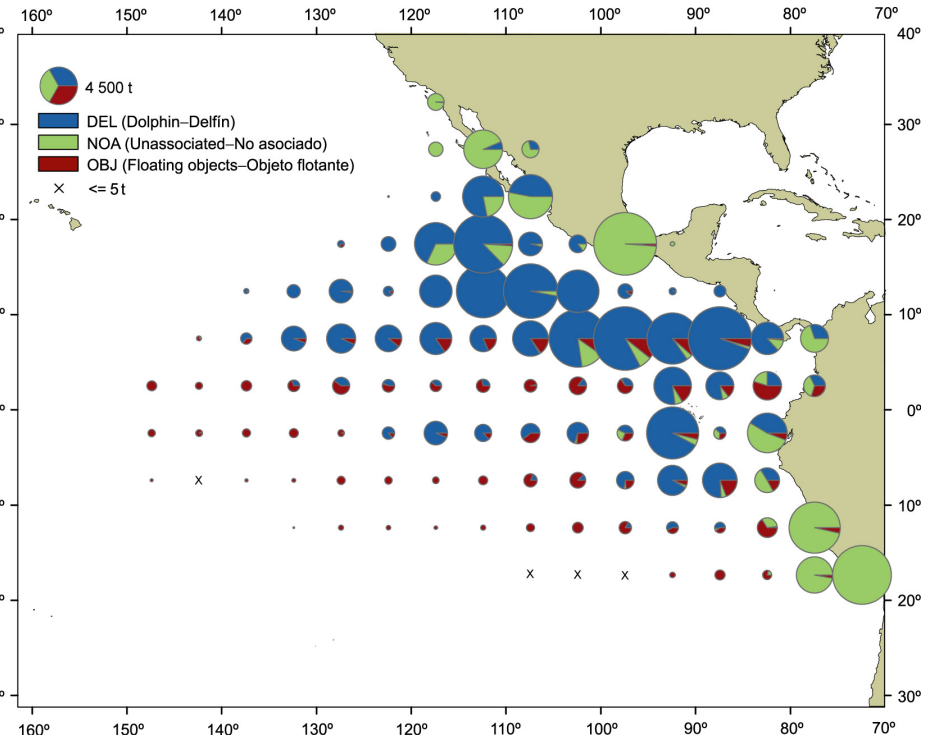 160º 150º 140º 130º 120º 110º 100º 90º 80º 70º
40º
4 500 t
DEL (Dolphin–Delfín)
30º
NOA (Unassociated–No asociado)
OBJ (Floating objects–Objeto flotante)
X <= 5 t
20º
10º
0º
X
10º
X X X
20º
30º
160º 150º 140º 130º 120º 110º 100º 90º 80º 70º